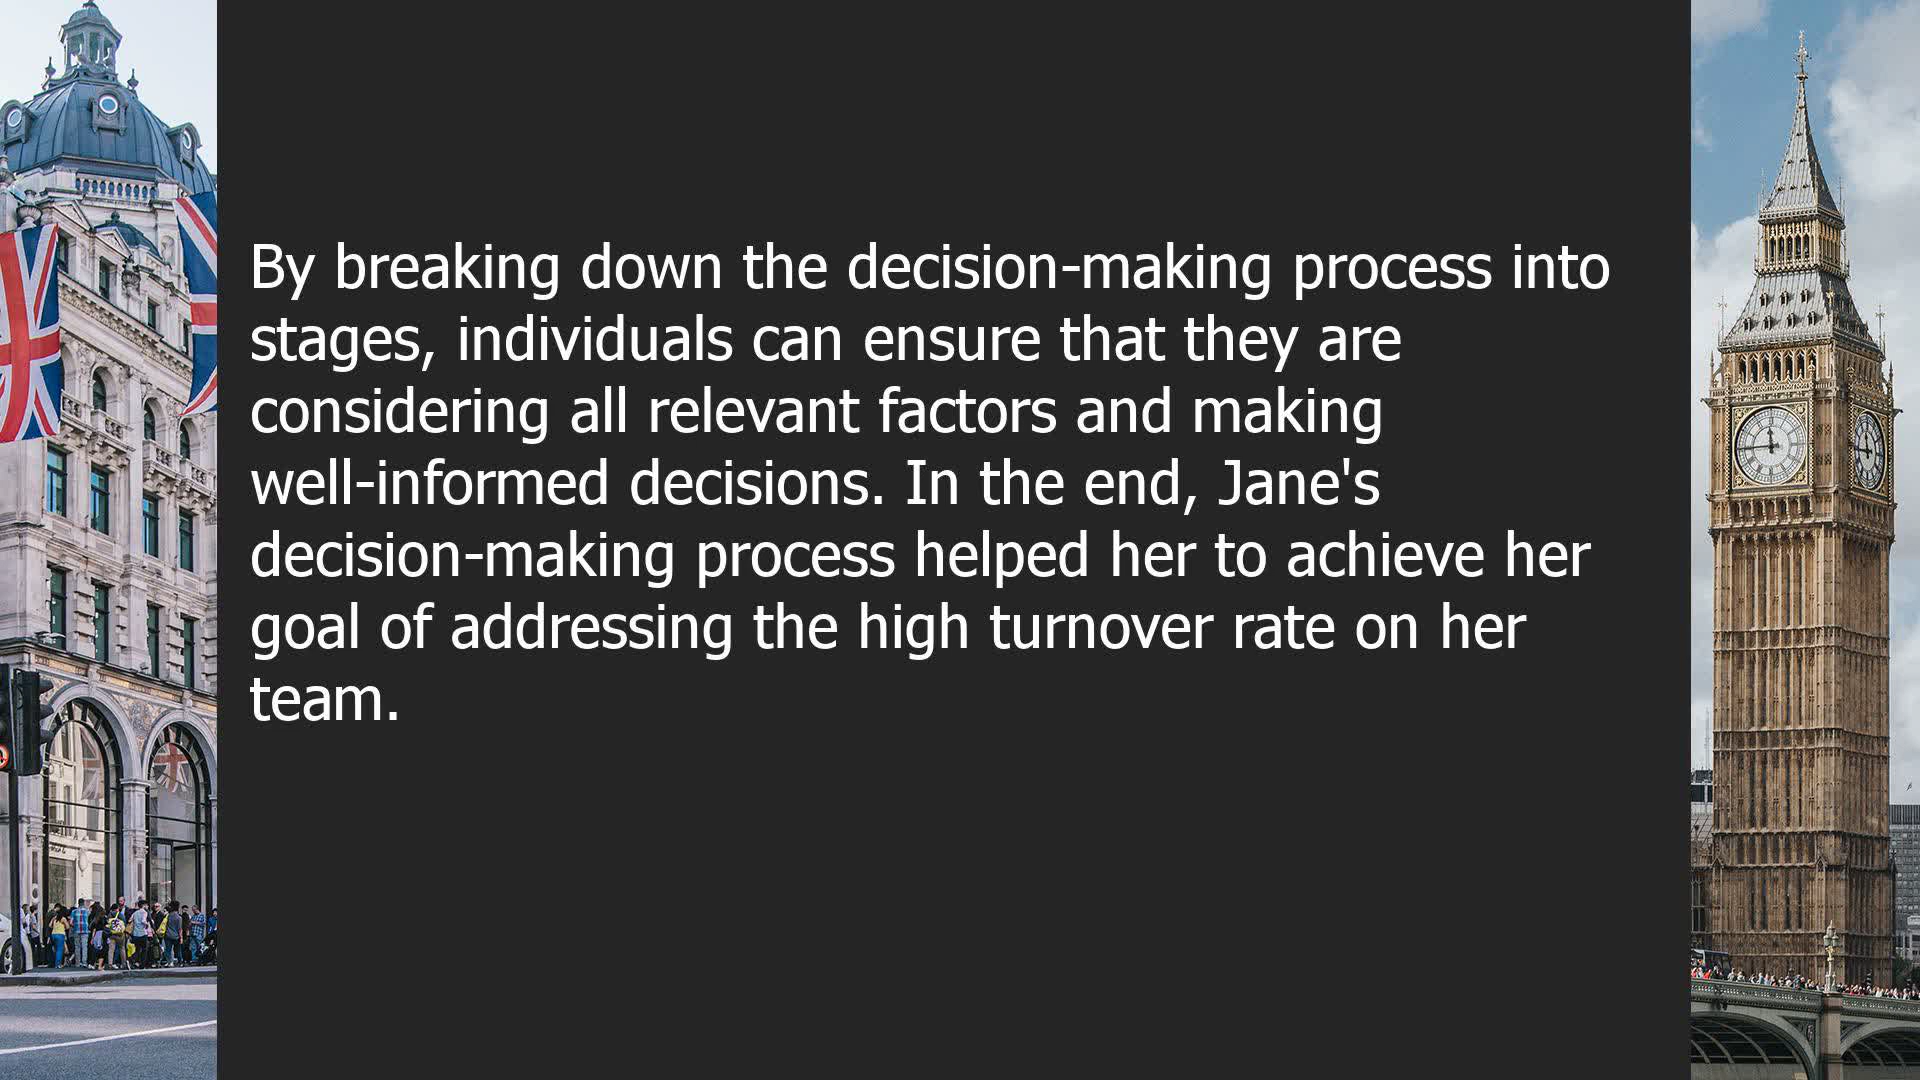 By breaking down the decision-making process into
stages, individuals can ensure that they are
considering all relevant factors and making
well-informed decisions. In the end, Jane's
decision-making process helped her to achieve her
goal of addressing the high turnover rate on her
team.